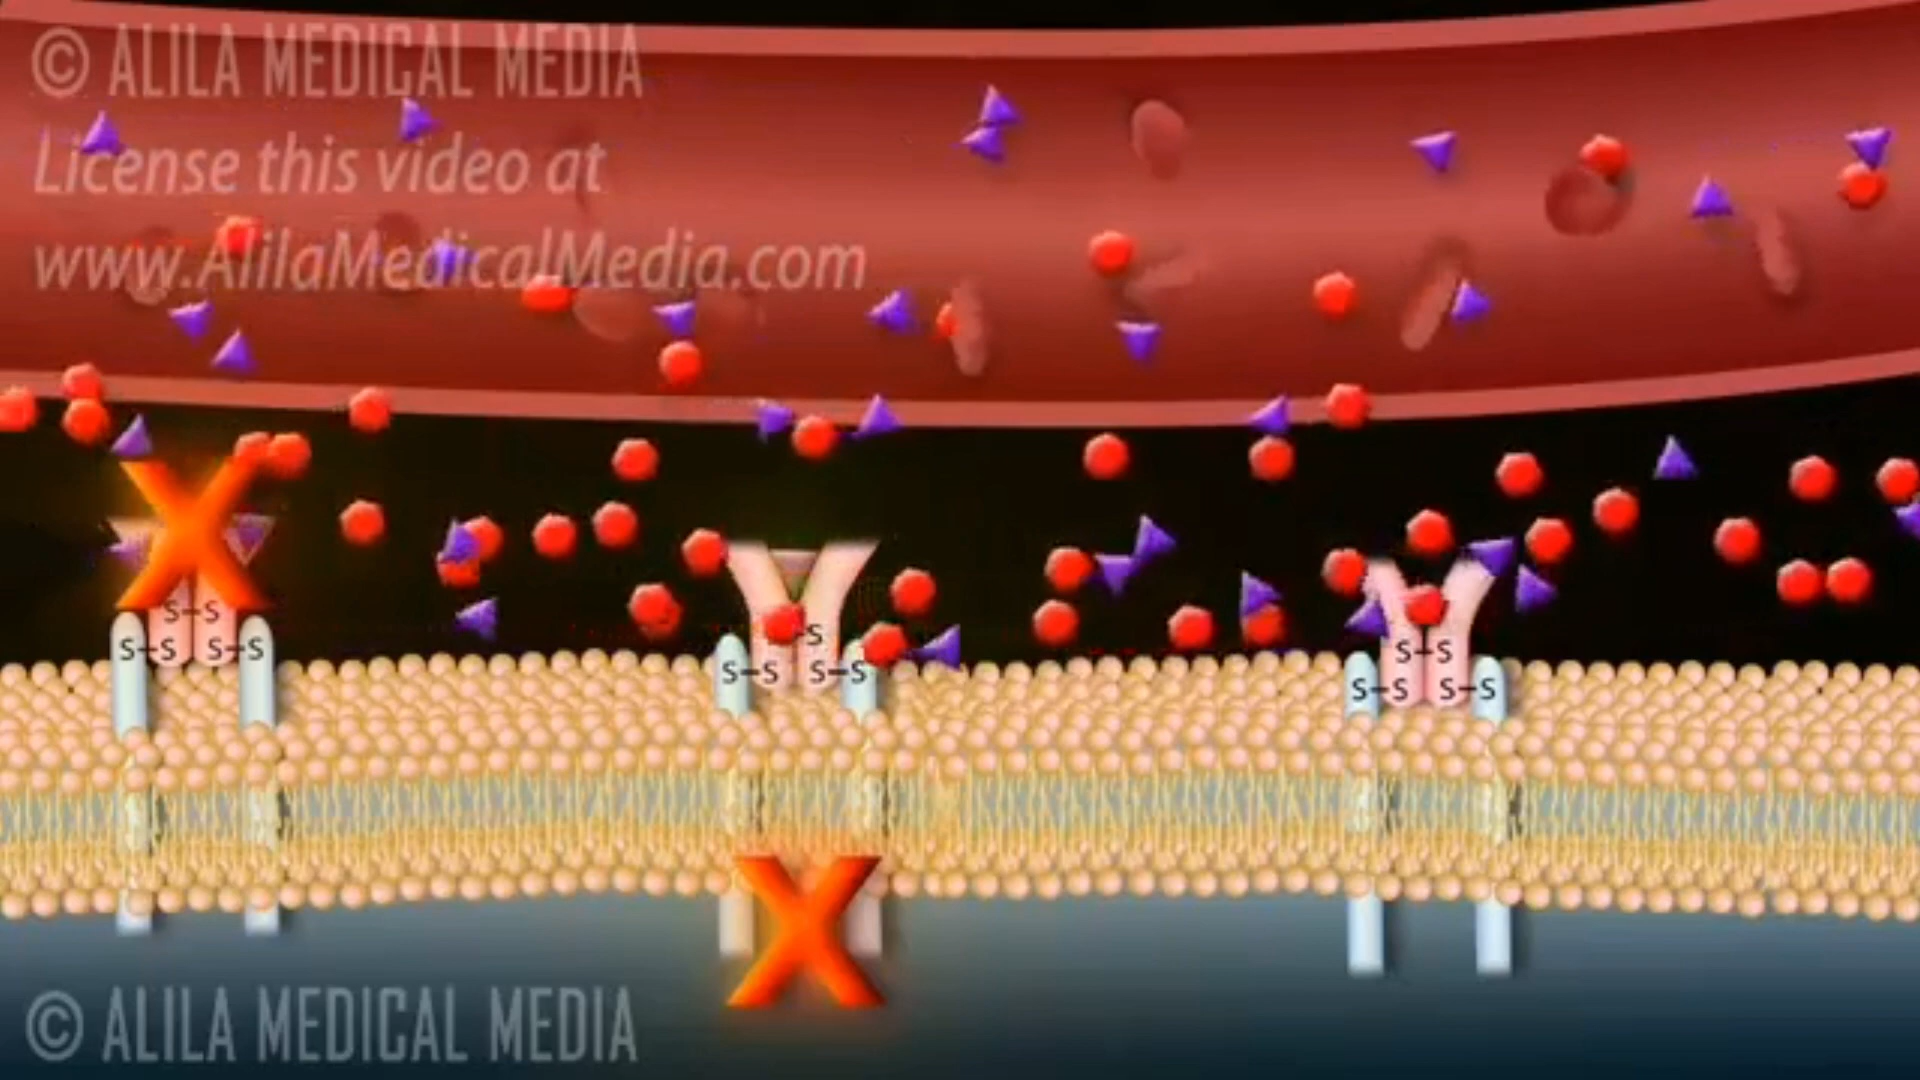 © ALILA MEDICAL MEDIA
License this video at
www.AlilaMedicalMedia.com
S-S
S-S S-S
S
S-S S-S
S-S
S-S S-S
© ALILA MEDICAL MEDIA